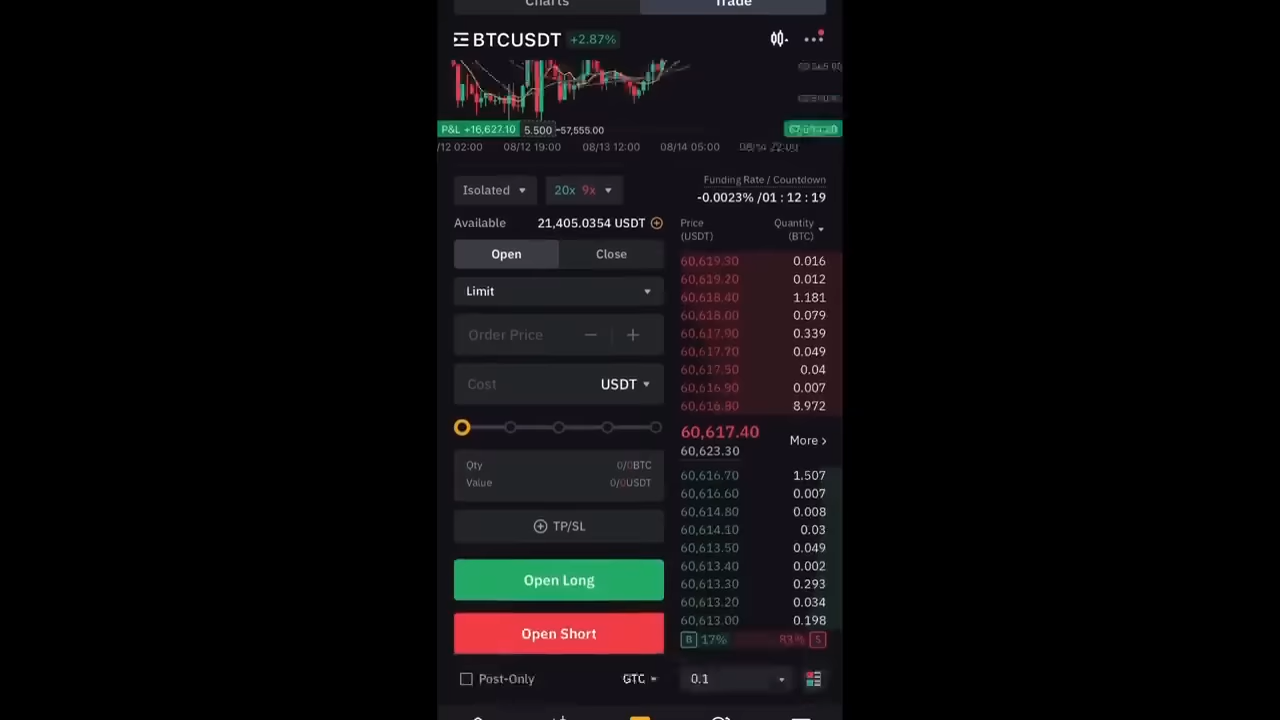 Charts Trade
BTCUSDT +2.87%
P&L +16,627.10 5.500 -57,555.00
/12 02:00 08/12 19:00 08/13 12:00 08/14 05:00
Isolated 20x 9x
Funding Rate / Countdown
-0.0023% /01 : 12 : 19
Available 21,405.0354 USDT
Price (USDT) Quantity (BTC)
Open Close
Limit
Order Price
Cost USDT
Qty 0/0BTC
Value 0/0USDT
TP/SL
Open Long
Open Short
Post-Only GTC
60,619.30 0.016
60,619.20 0.012
60,618.40 1.181
60,618.00 0.079
60,617.90 0.339
60,617.70 0.049
60,617.50 0.04
60,616.90 0.007
60,616.80 8.972
60,617.40
60,623.30
More
60,616.70 1.507
60,616.60 0.007
60,614.80 0.008
60,614.10 0.03
60,613.50 0.049
60,613.40 0.002
60,613.30 0.293
60,613.20 0.034
60,613.00 0.198
B 17% 83% S
0.1